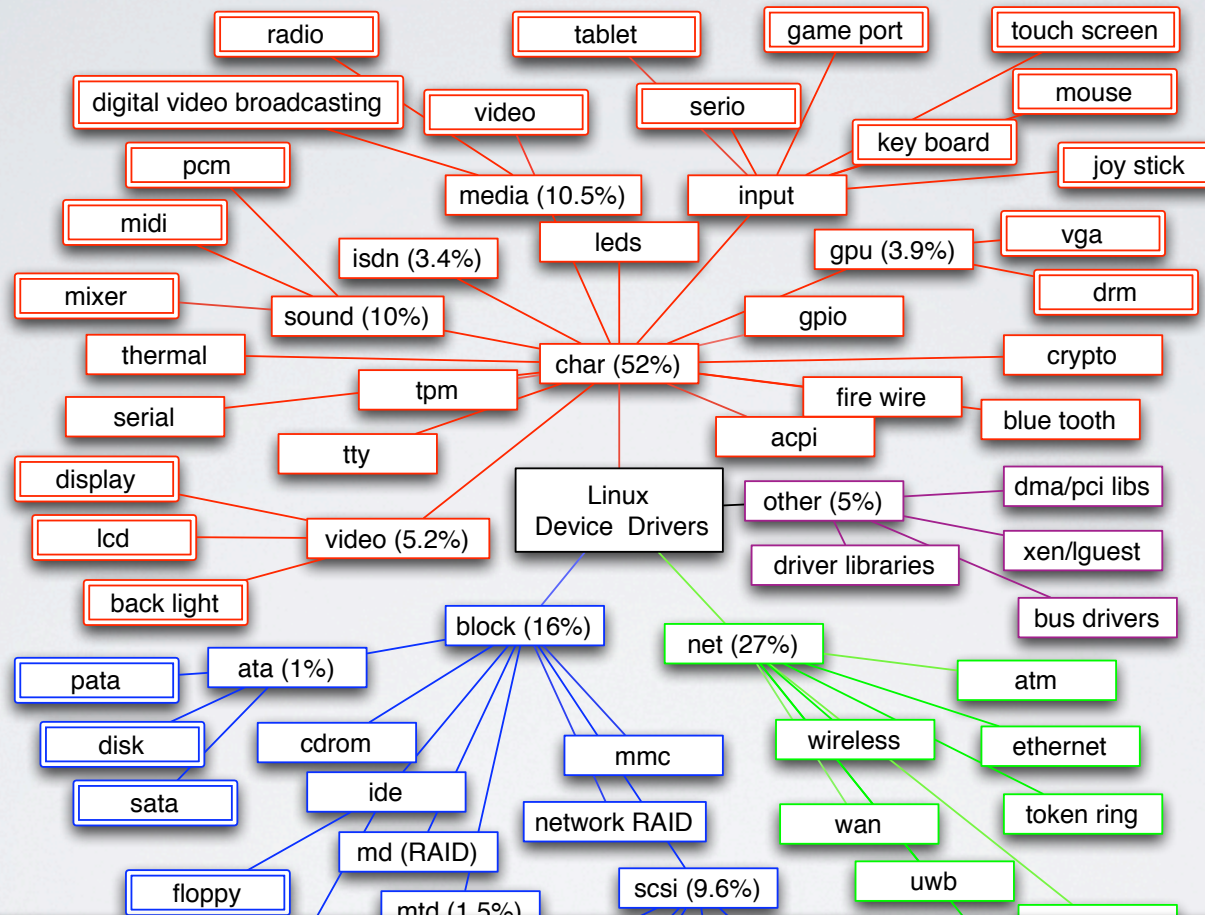 radio
tablet
game port
touch screen
digital video broadcasting
video
serio
mouse
key board
pcm
media (10.5%)
input
joy stick
midi
leds
isdn (3.4%)
gpu (3.9%)
vga
mixer
sound (10%)
gpio
drm
thermal
char (52%)
crypto
tpm
fire wire
serial
blue tooth
tty
acpi
display
Linux
Device Drivers
other (5%)
dma/pci libs
lcd
video (5.2%)
driver libraries
xen/lguest
back light
bus drivers
block (16%)
net (27%)
pata
ata (1%)
atm
disk
cdrom
mmc
wireless
ethernet
sata
ide
network RAID
wan
token ring
md (RAID)
floppy
scsi (9.6%)
uwb
mtd (1.5%)